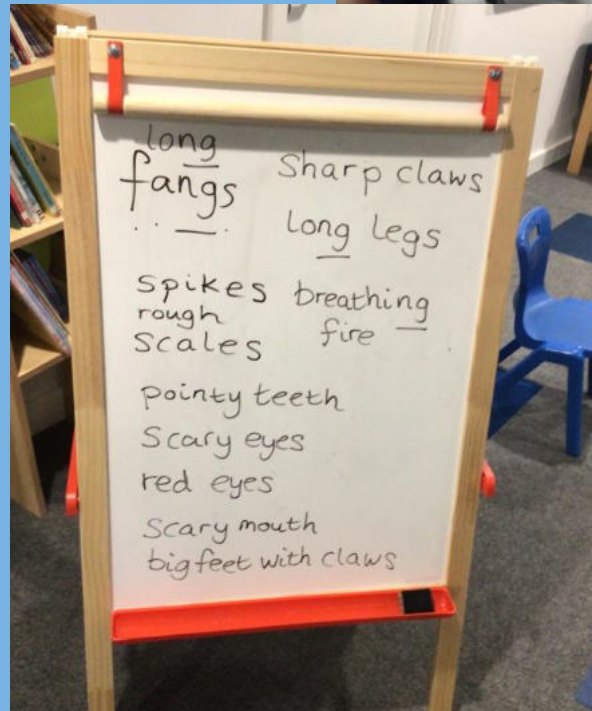 long
fangs
spikes
rough
scales
pointy teeth
Scary eyes
red eyes
Scary mouth
big feet with claws
Sharp claws
long legs
breathing
fire